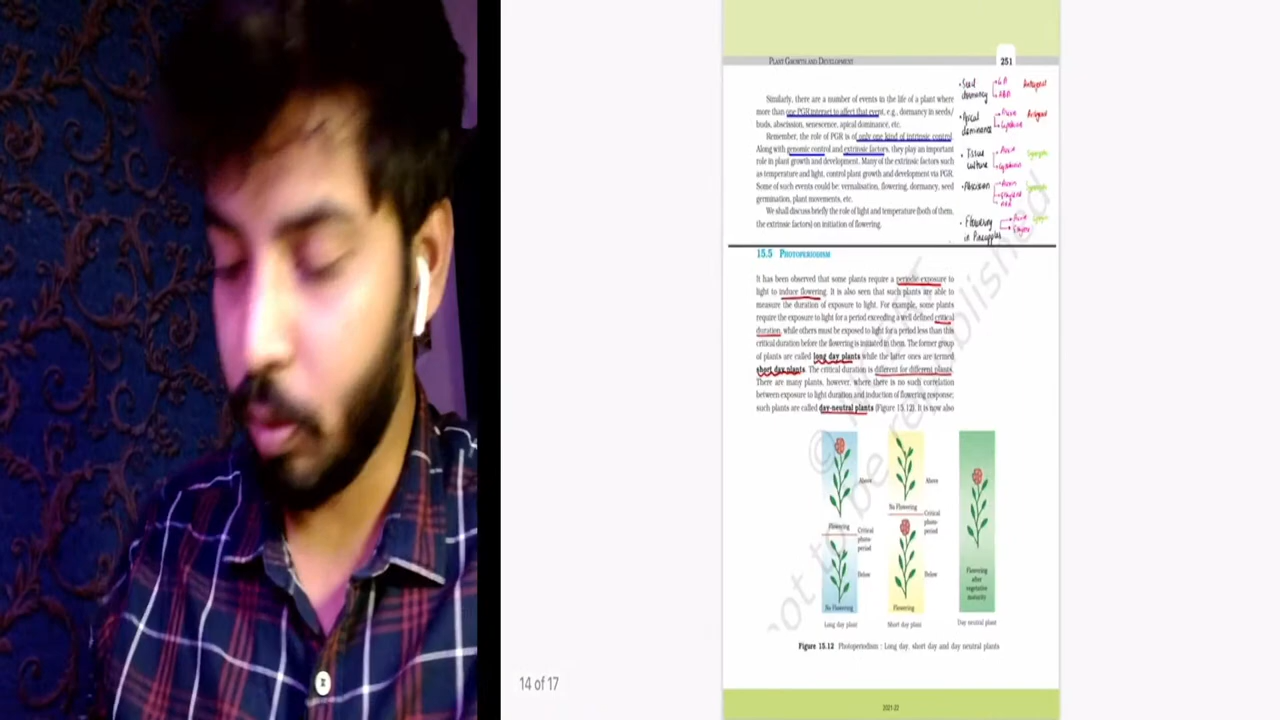 PLANT GROWTH AND DEVELOPMENT
251
Similarly, there are a number of events in the life of a plant where
more than one PGR interact to affect that event, e.g., dormancy in seeds/
buds, abscission, senescence, apical dominance, etc.
Remember, the role of PGR is of only one kind of intrinsic control.
Along with genomic control and extrinsic factors, they play an important
role in plant growth and development. Many of the extrinsic factors such
as temperature and light, control plant growth and development via PGR.
Some of such events could be: vernalisation, flowering, dormancy, seed
germination, plant movements, etc.
We shall discuss briefly the role of light and temperature (both of them,
the extrinsic factors) on initiation of flowering.
• Seed
dormancy
GA
ABA
• Apical
dominance
• Tissue
culture
• Flowering
in Pineapples
15.5 PHOTOPERIODISM
It has been observed that some plants require a periodic exposure to
light to induce flowering. It is also seen that such plants are able to
measure the duration of exposure to light. For example, some plants
require the exposure to light for a period exceeding a well defined critical
duration, while others must be exposed to light for a period less than this
critical duration before the flowering is initiated in them. The former group
of plants are called long day plants while the latter ones are termed
short day plants. The critical duration is different for different plants.
There are many plants, however, where there is no such correlation
between exposure to light duration and induction of flowering response;
such plants are called day-neutral plants (Figure 15.12). It is now also
Above
Flowering
Critical
photo-
period
Below
No Flowering
Long day plant
Above
No Flowering
Critical
photo-
period
Below
Flowering
Short day plant
Flowering
after
vegetative
maturity
Day neutral plant
Figure 15.12 Photoperiodism : Long day, short day and day neutral plants
not to be republished
14 of 17
2021-22